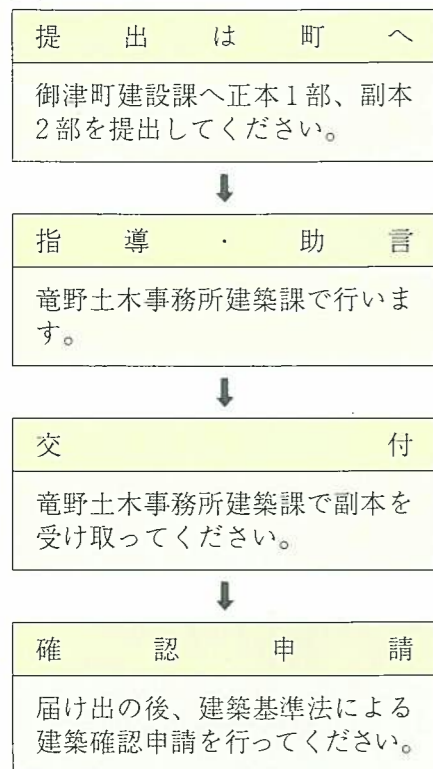 提出は町へ
御津町建設課へ正本1部、副本
2部を提出してください。
指導・助言
竜野土木事務所建築課で行いま
す。
交付
竜野土木事務所建築課で副本を
受け取ってください。
確認申請
届け出の後、建築基準法による
建築確認申請を行ってください。